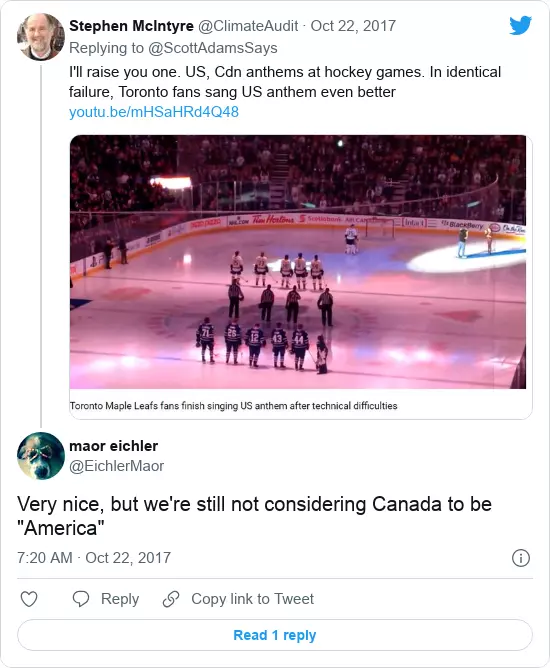 Stephen McIntyre @ClimateAudit · Oct 22, 2017
Replying to @ScottAdamsSays
I'll raise you one. US, Cdn anthems at hockey games. In identical
failure, Toronto fans sang US anthem even better
youtu.be/mHSaHRd4Q48
Tim Hortons Scotiabank BlackBerry
71 26 12 43 44
Toronto Maple Leafs fans finish singing US anthem after technical difficulties
maor eichler
@EichlerMaor
Very nice, but we're still not considering Canada to be
"America"
7:20 AM · Oct 22, 2017
Reply Copy link to Tweet
Read 1 reply